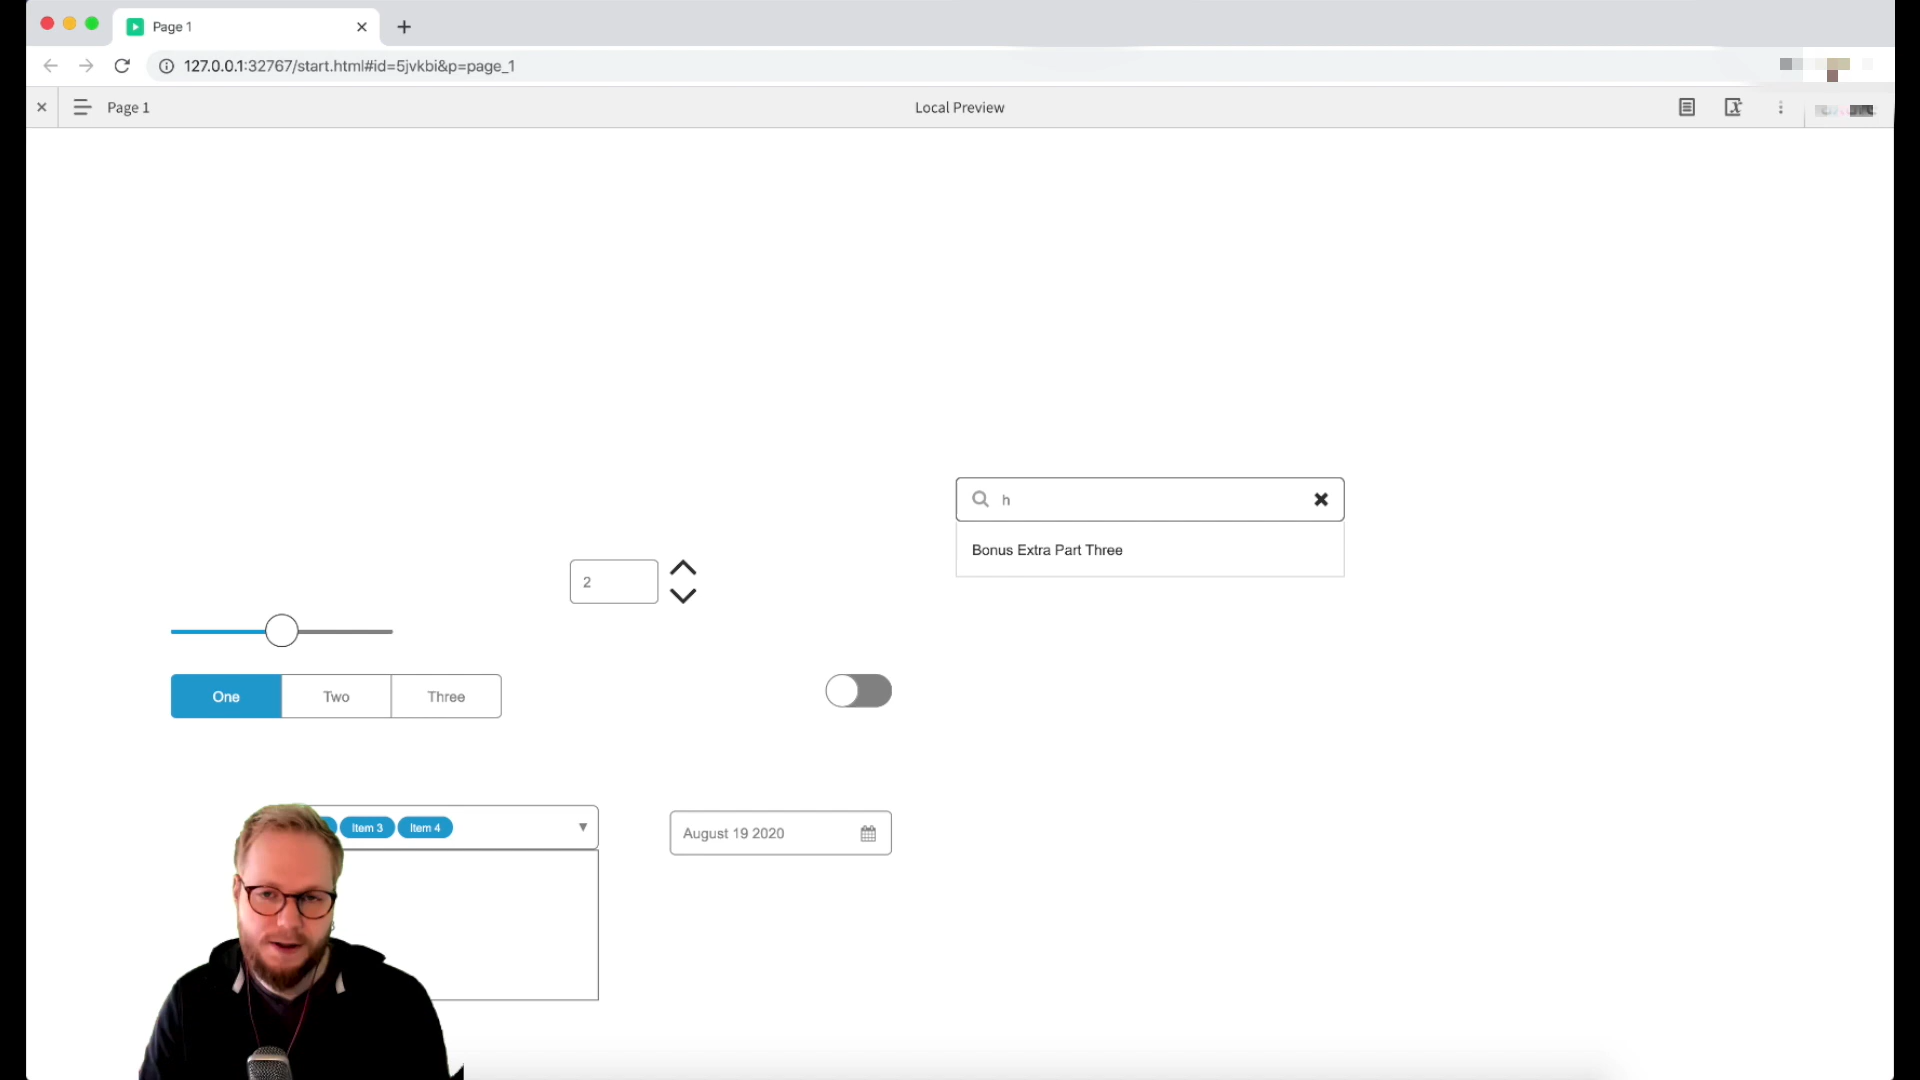 Page 1
127.0.0.1:32767/start.html#id=5jvkbi&p=page_1
Page 1
Local Preview
h
Bonus Extra Part Three
2
One
Two
Three
Item 3
Item 4
August 19 2020